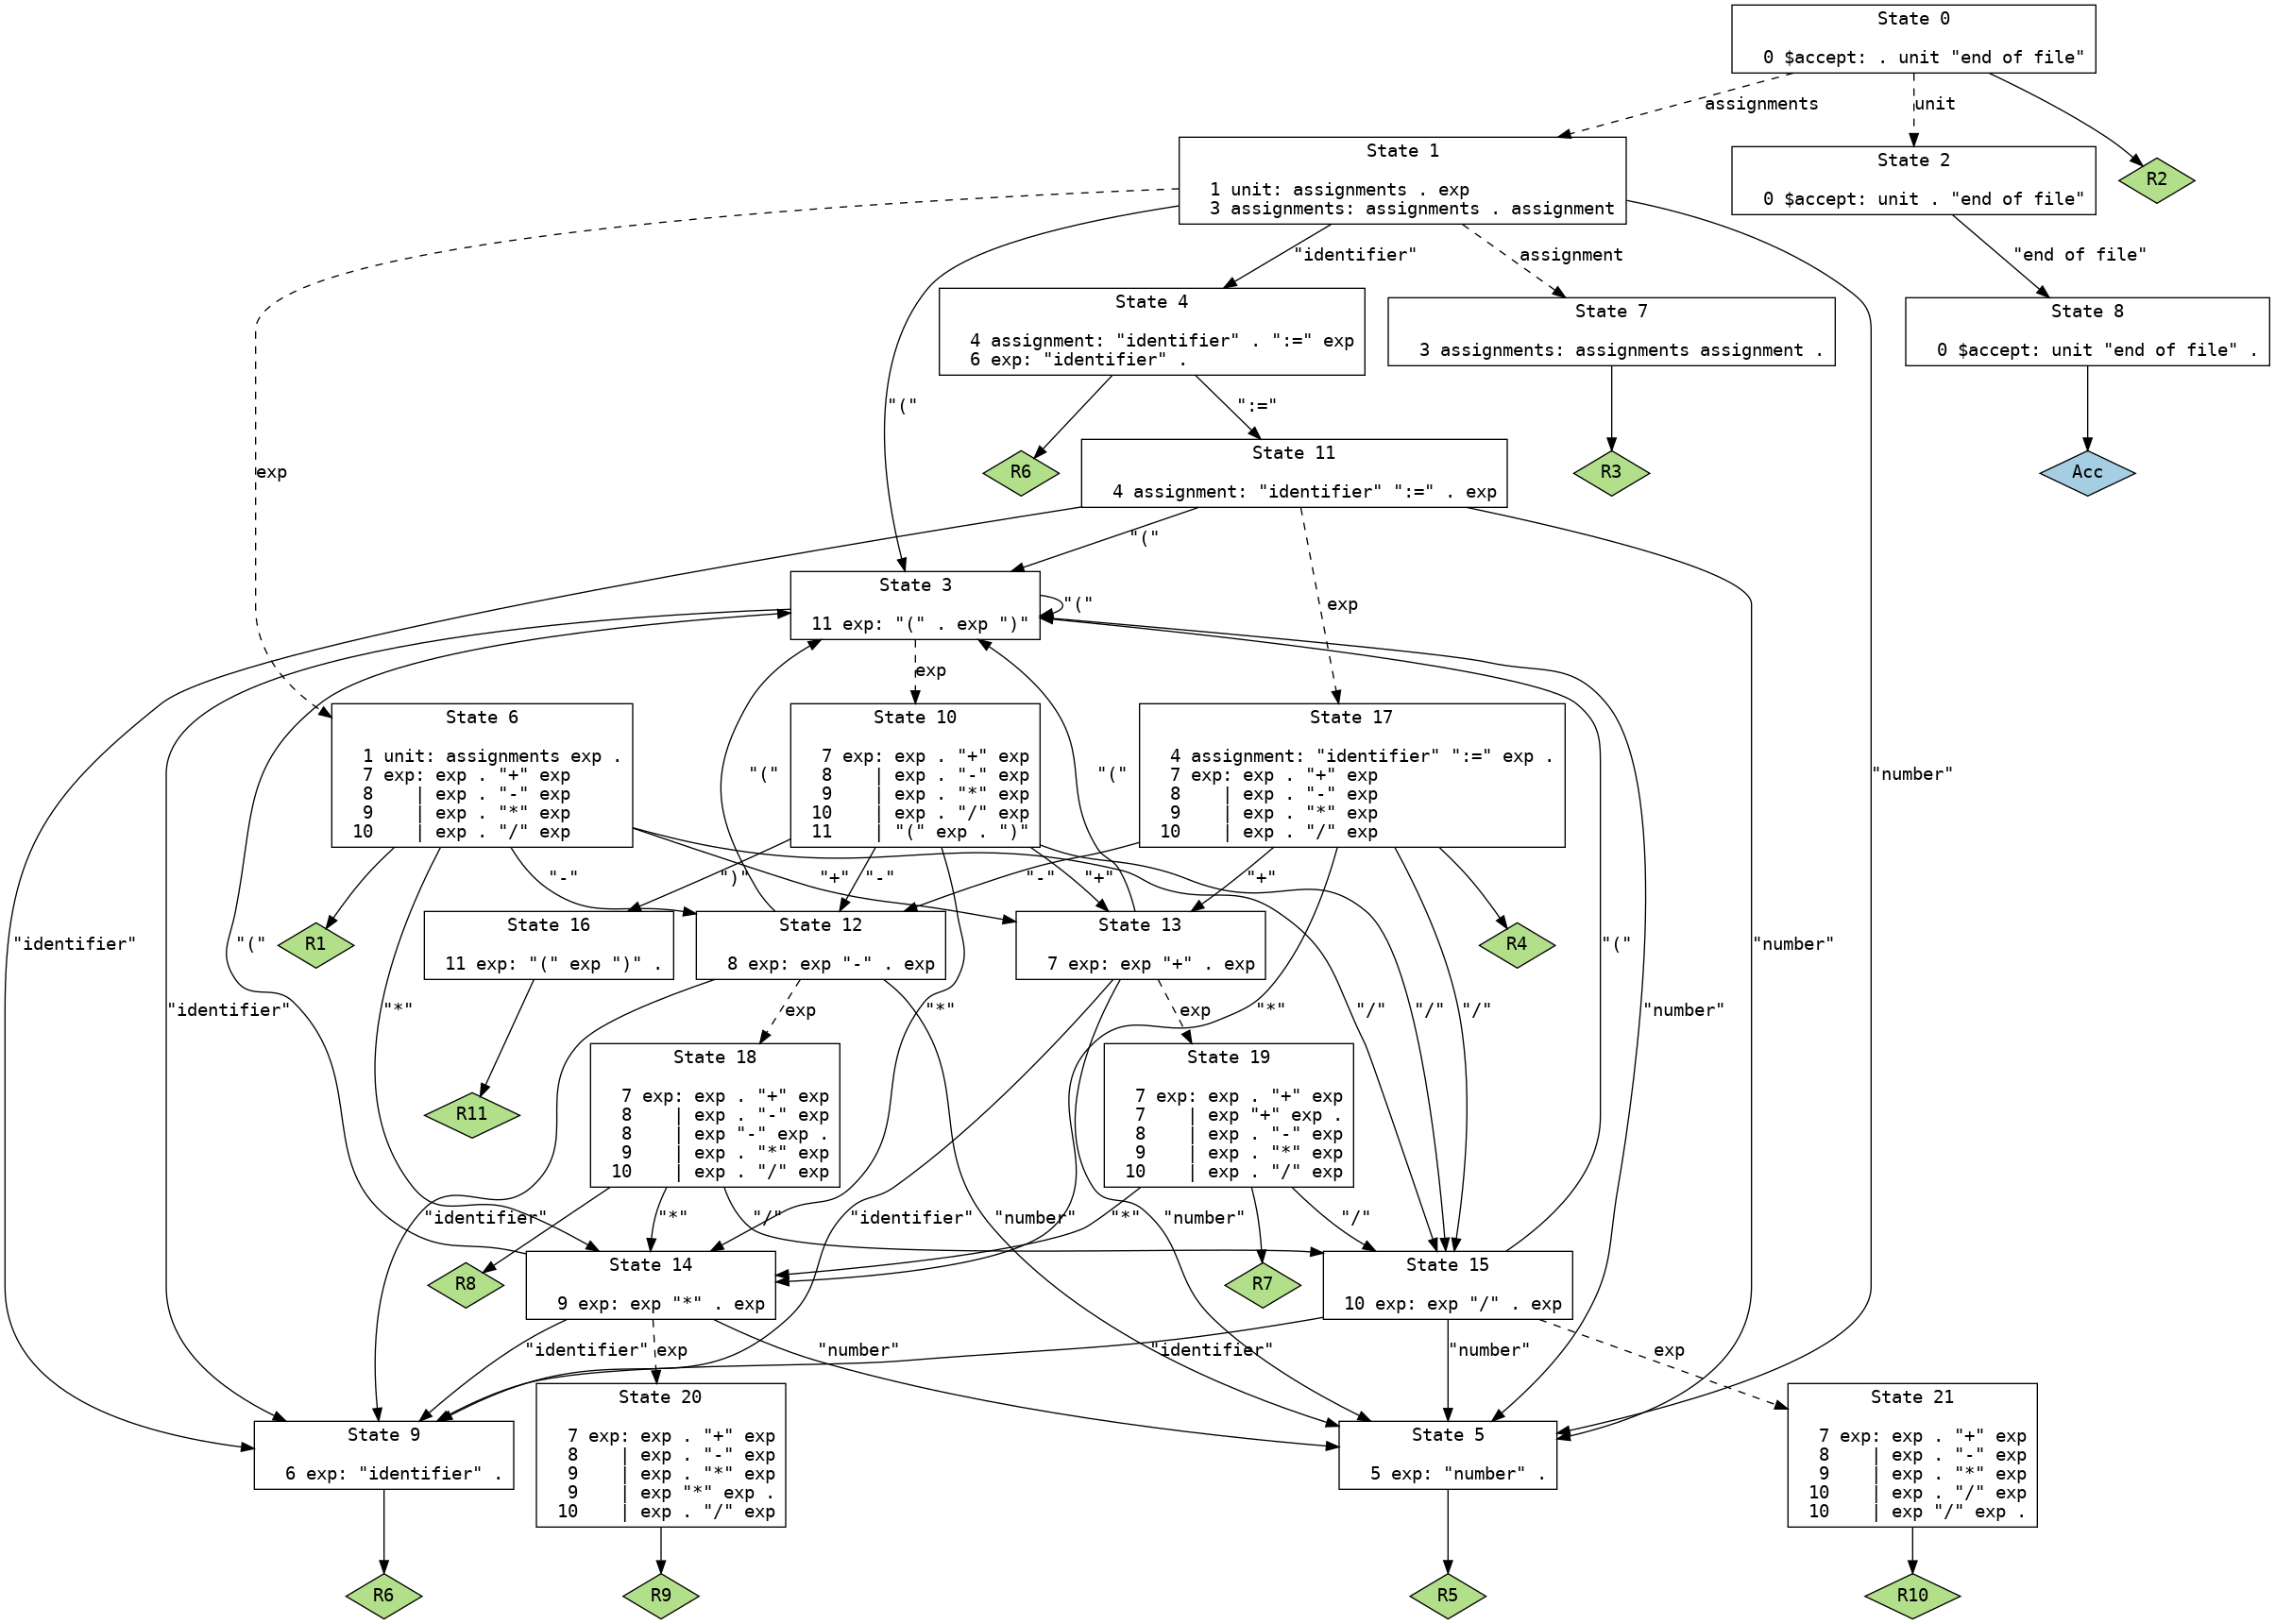 State 0
0 $accept: . unit "end of file"
assignments
unit
State 1
1 unit: assignments . exp
3 assignments: assignments . assignment
State 2
0 $accept: unit . "end of file"
R2
"identifier"
assignment
"end of file"
State 4
4 assignment: "identifier" . ":=" exp
6 exp: "identifier" .
State 7
3 assignments: assignments assignment .
State 8
0 $accept: unit "end of file" .
"("
":="
exp
R6
State 11
4 assignment: "identifier" ":=" . exp
R3
Acc
"("
State 3
11 exp: "(" . exp ")"
"("
exp
exp
State 6
1 unit: assignments exp .
7 exp: exp . "+" exp
8 | exp . "-" exp
9 | exp . "*" exp
10 | exp . "/" exp
"("
State 10
7 exp: exp . "+" exp
8 | exp . "-" exp
9 | exp . "*" exp
10 | exp . "/" exp
11 | "(" exp . ")"
"("
State 17
4 assignment: "identifier" ":=" exp .
7 exp: exp . "+" exp
8 | exp . "-" exp
9 | exp . "*" exp
10 | exp . "/" exp
"number"
"-"
")"
"+"
"-"
"-"
"+"
"+"
"identifier"
"("
R1
State 16
11 exp: "(" exp ")" .
State 12
8 exp: exp "-" . exp
State 13
7 exp: exp "+" . exp
R4
"("
"number"
"identifier"
"*"
exp
"*"
exp
"*"
"/"
"/"
"/"
"number"
R11
State 18
7 exp: exp . "+" exp
8 | exp . "-" exp
8 | exp "-" exp .
9 | exp . "*" exp
10 | exp . "/" exp
State 19
7 exp: exp . "+" exp
7 | exp "+" exp .
8 | exp . "-" exp
9 | exp . "*" exp
10 | exp . "/" exp
"identifier"
"*"
"/"
"identifier"
"number"
"*"
"number"
"/"
R8
State 14
9 exp: exp "*" . exp
R7
State 15
10 exp: exp "/" . exp
"identifier"
exp
"number"
"identifier"
"number"
exp
State 9
6 exp: "identifier" .
State 20
7 exp: exp . "+" exp
8 | exp . "-" exp
9 | exp . "*" exp
9 | exp "*" exp .
10 | exp . "/" exp
State 5
5 exp: "number" .
State 21
7 exp: exp . "+" exp
8 | exp . "-" exp
9 | exp . "*" exp
10 | exp . "/" exp
10 | exp "/" exp .
R6
R9
R5
R10